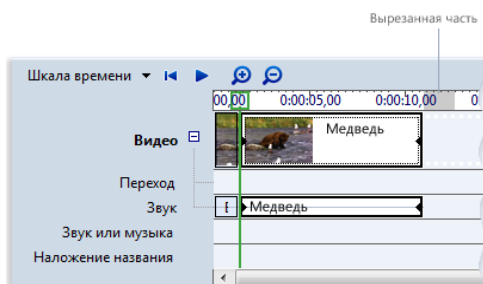 Вырезанная часть
Шкала времени
00,00 0:00:05,00 0:00:10,00 0
Видео
Медведь
Переход
Звук
Медведь
Звук или музыка
Наложение названия